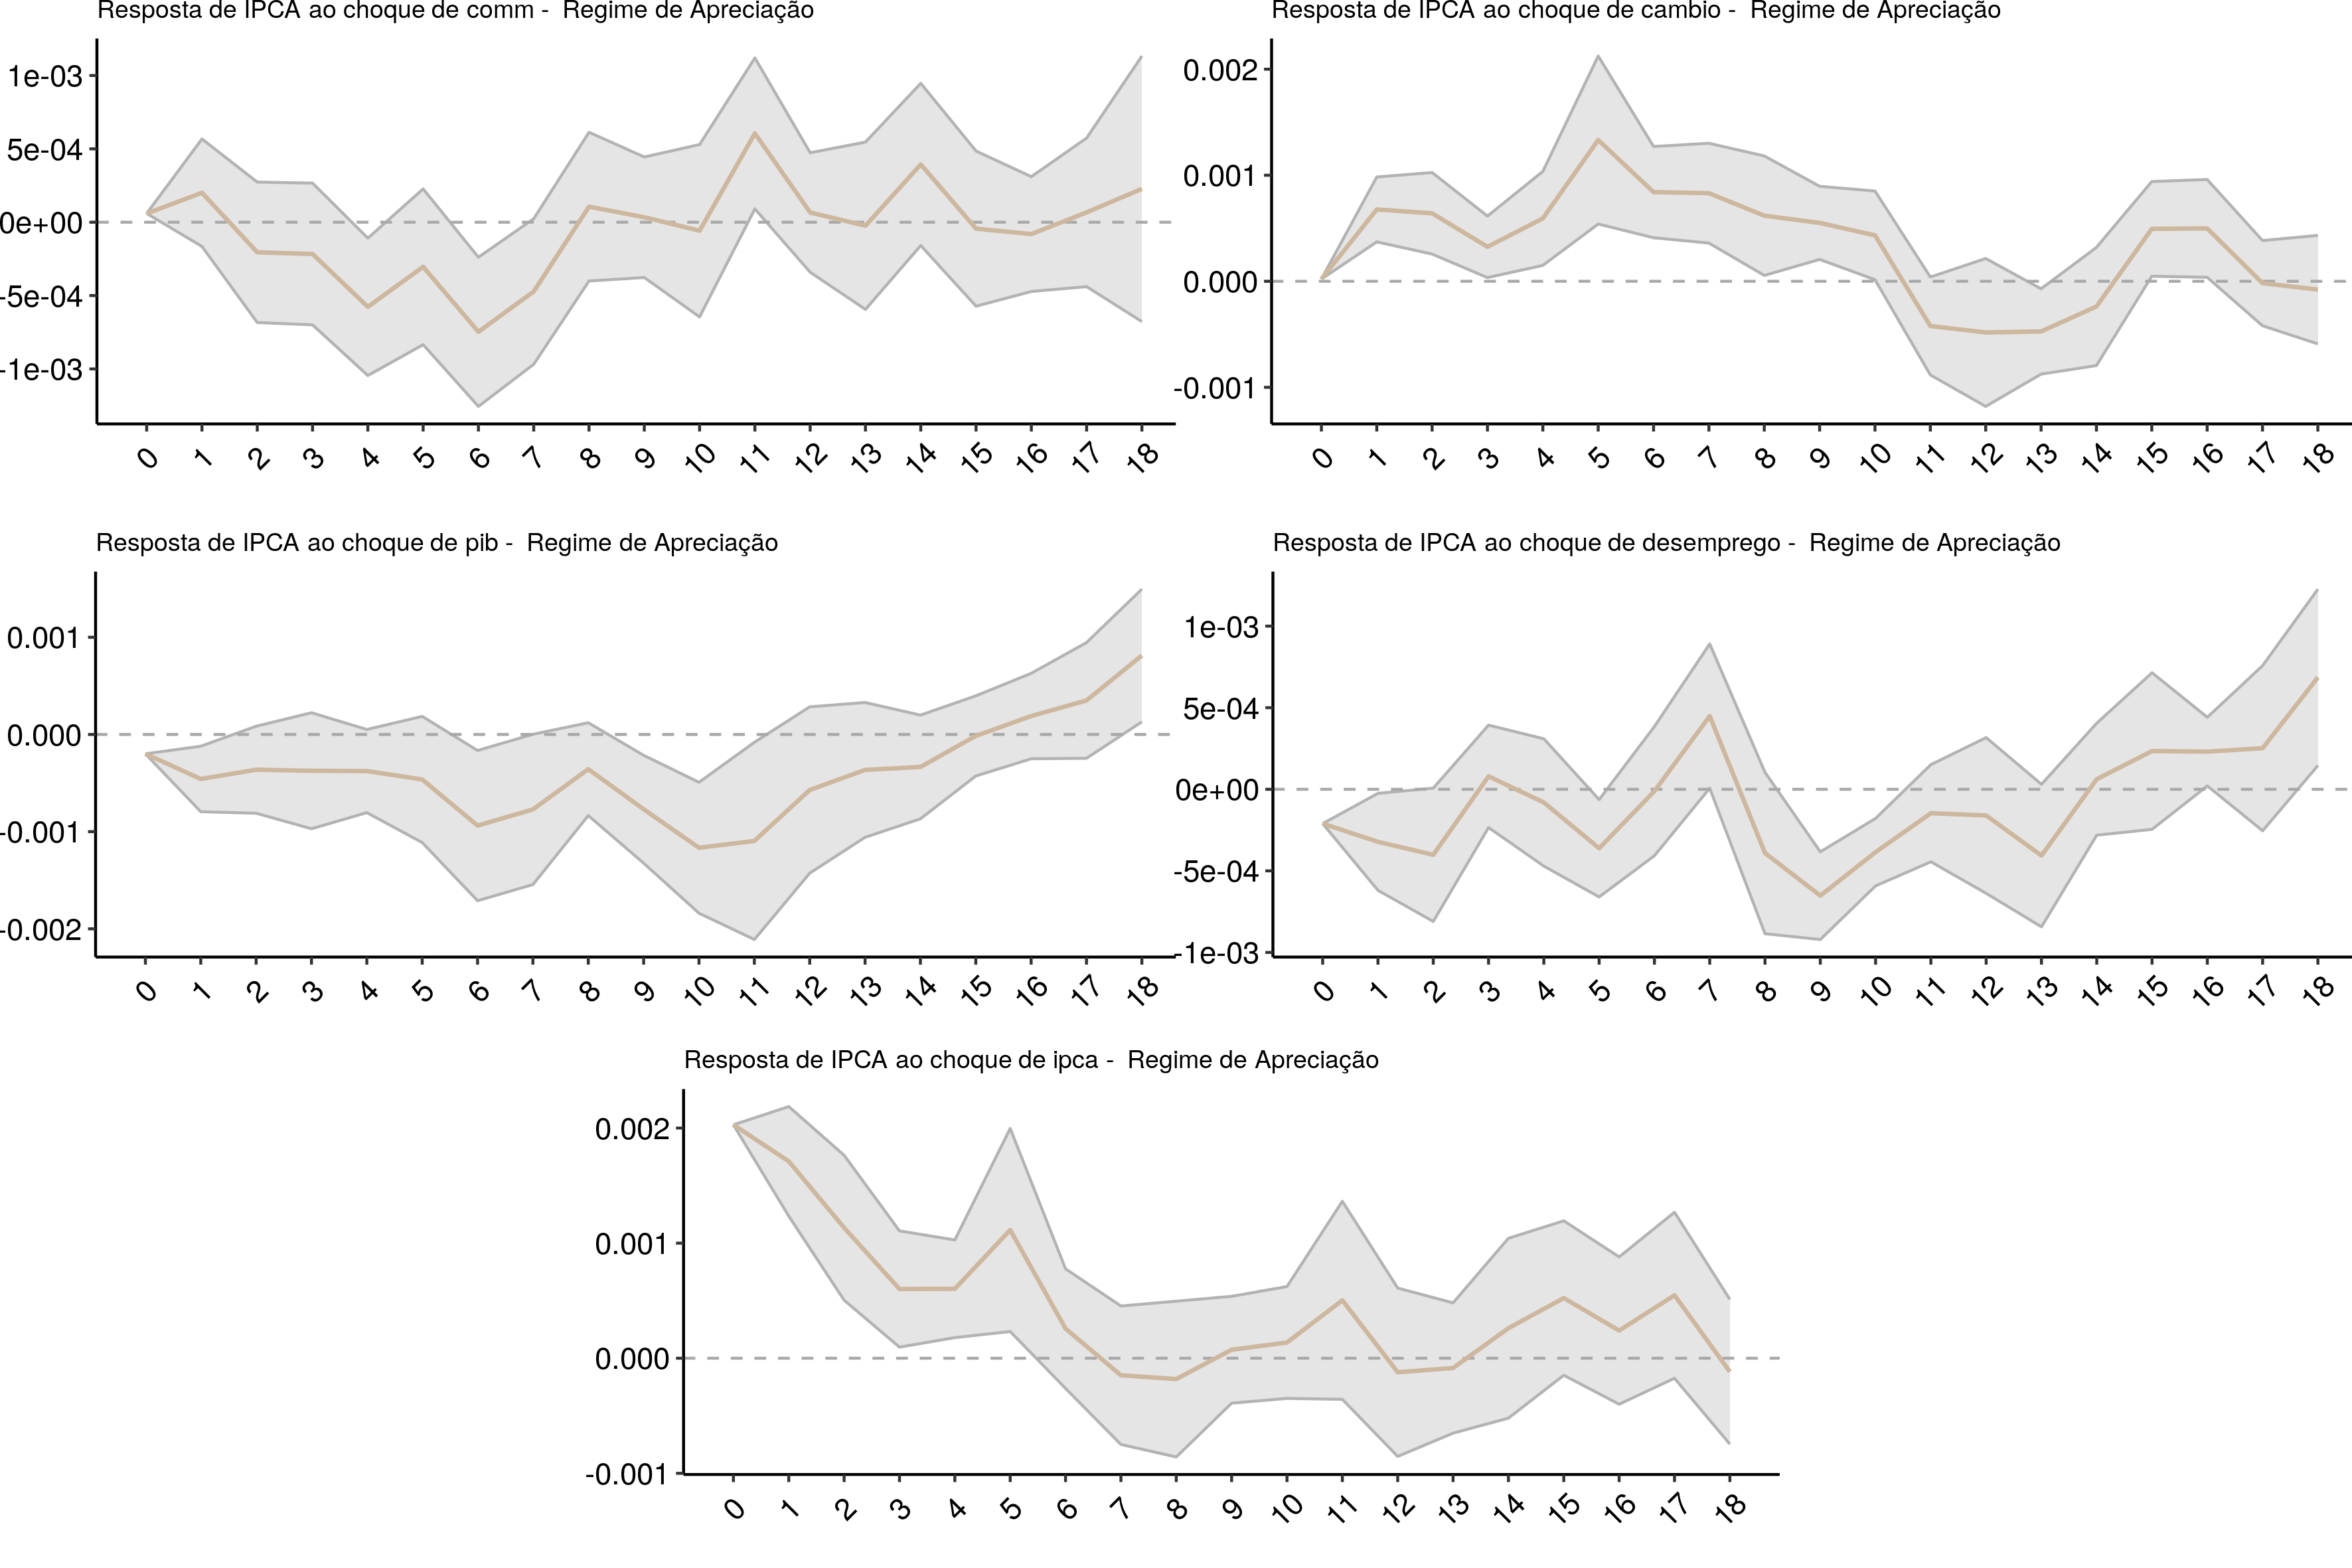 Resposta de IPCA ao choque de comm - Regime de Apreciação
1e-03
5e-04
0e+00
-5e-04
-1e-03
0 1 2 3 4 5 6 7 8 9 10 11 12 13 14 15 16 17 18
Resposta de IPCA ao choque de cambio - Regime de Apreciação
0.002
0.001
0.000
-0.001
0 1 2 3 4 5 6 7 8 9 10 11 12 13 14 15 16 17 18
Resposta de IPCA ao choque de pib - Regime de Apreciação
0.001
0.000
-0.001
-0.002
0 1 2 3 4 5 6 7 8 9 10 11 12 13 14 15 16 17 18
Resposta de IPCA ao choque de desemprego - Regime de Apreciação
1e-03
5e-04
0e+00
-5e-04
-1e-03
0 1 2 3 4 5 6 7 8 9 10 11 12 13 14 15 16 17 18
Resposta de IPCA ao choque de ipca - Regime de Apreciação
0.002
0.001
0.000
-0.001
0 1 2 3 4 5 6 7 8 9 10 11 12 13 14 15 16 17 18